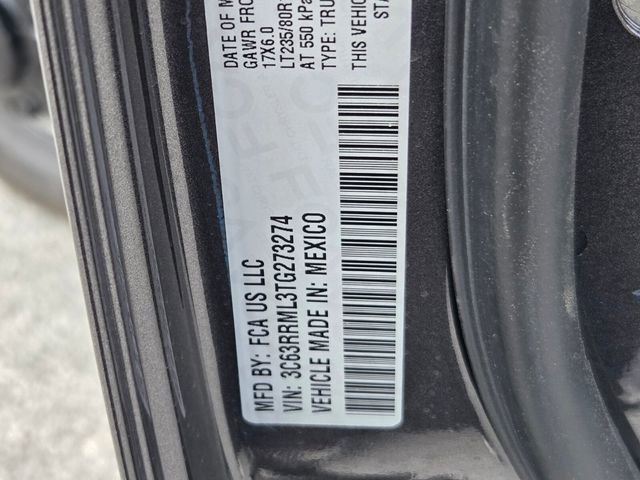 MFD BY: FCA US LLC
VIN: 3C63RRML3TG273274
VEHICLE MADE IN: MEXICO
DATE OF M
GAWR FRO
17X6.0
LT235/80R
AT 550 kPa
TYPE: TRU
THIS VEHIC